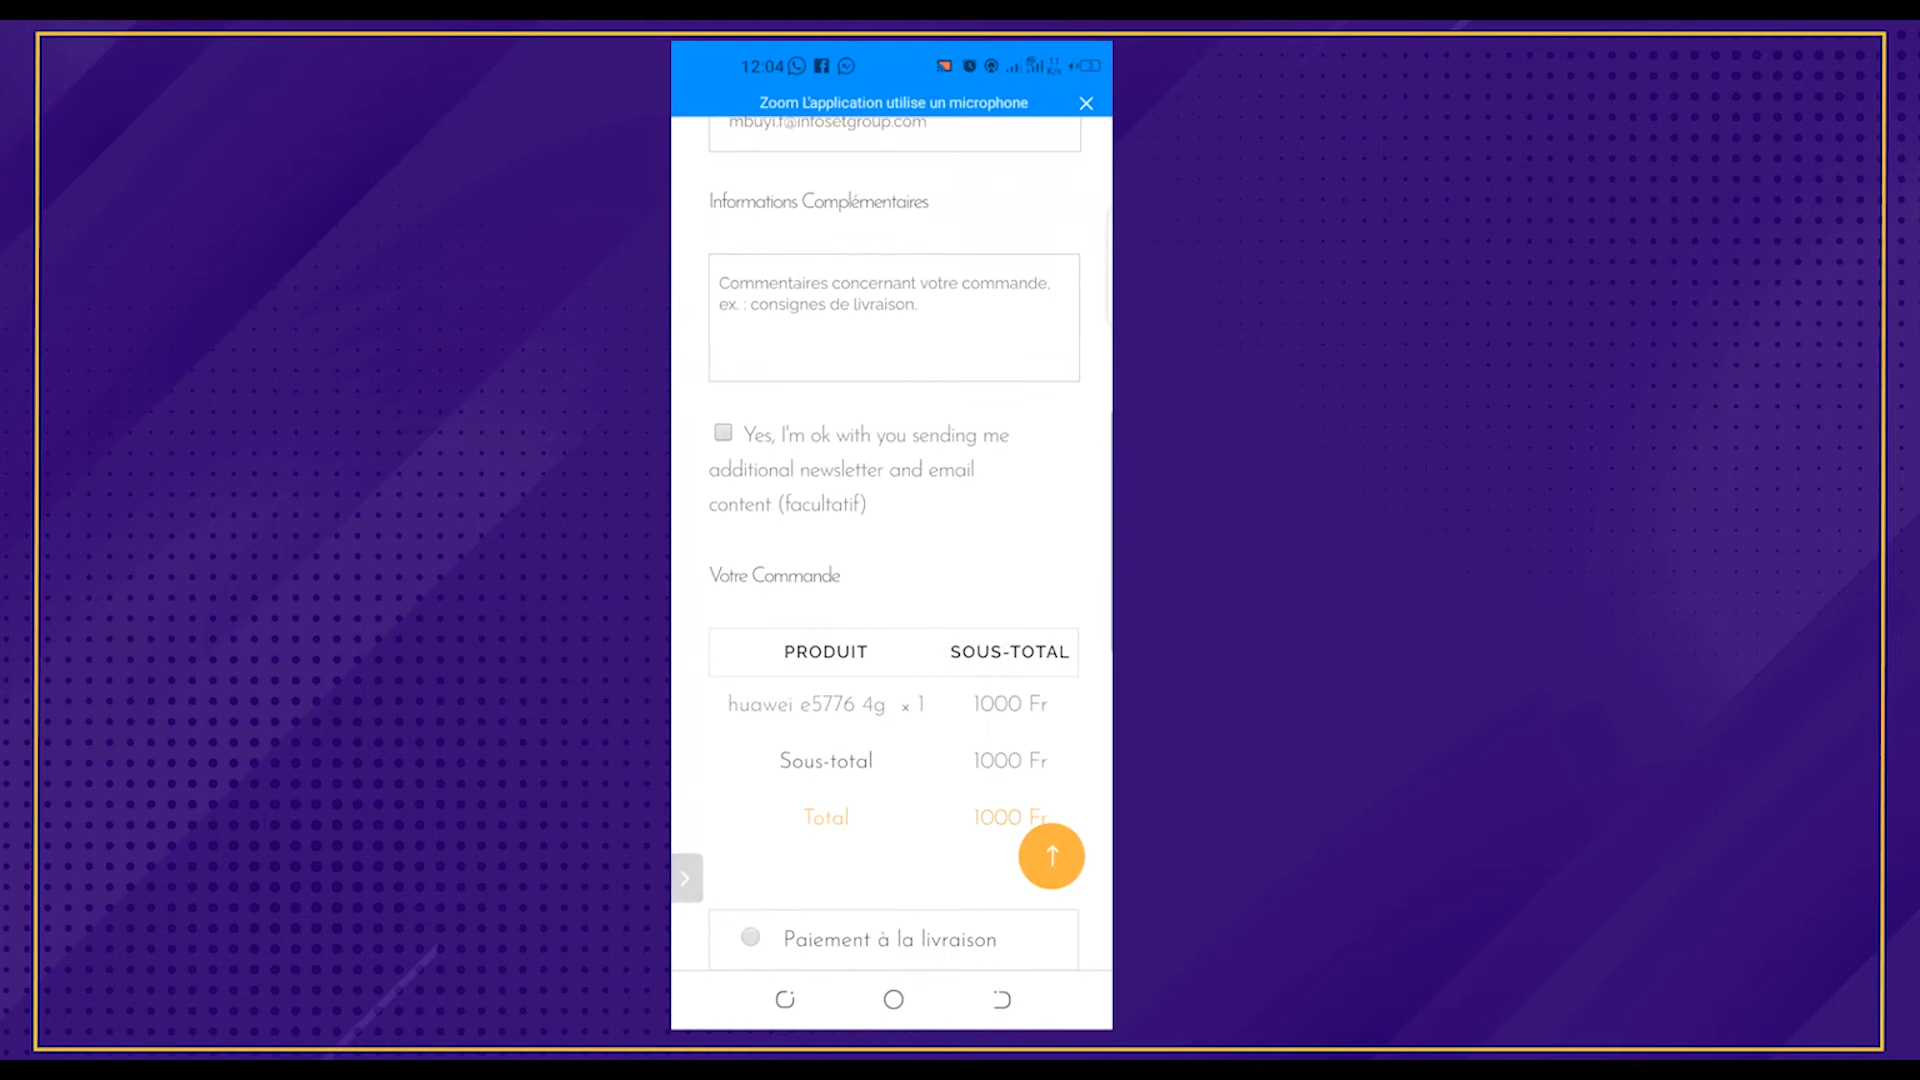 12:04
11
K/s
Zoom L'application utilise un microphone
mbuyi.f@infosetgroup.com
Informations Complémentaires
Commentaires concernant votre commande,
ex. : consignes de livraison.
Yes, I'm ok with you sending me
additional newsletter and email
content (facultatif)
Votre Commande
PRODUIT SOUS-TOTAL
huawei e5776 4g × 1 1000 Fr
Sous-total 1000 Fr
Total 1000 Fr
Paiement à la livraison